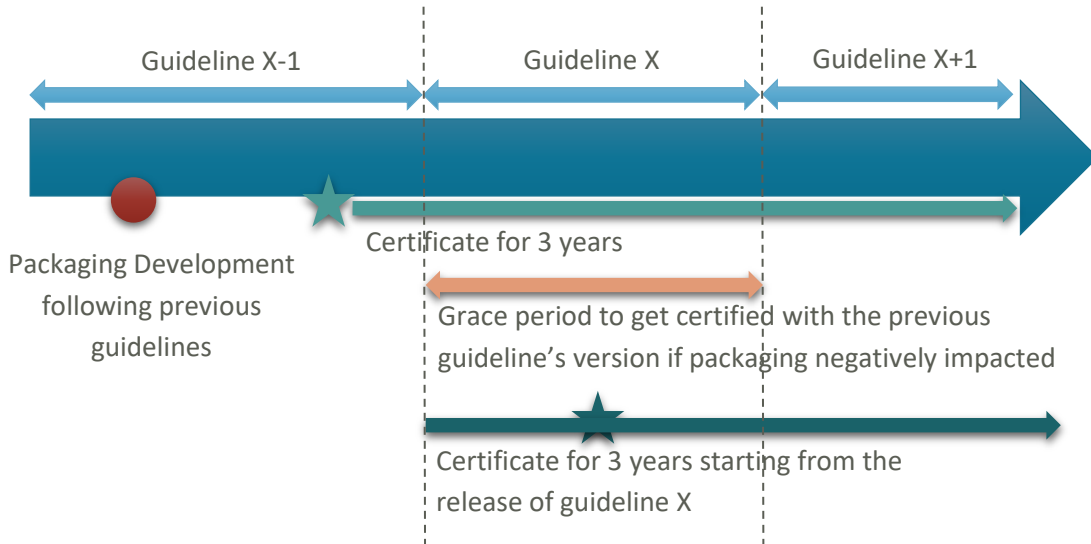 Guideline X-1
Guideline X
Guideline X+1
Certificate for 3 years
Packaging Development
following previous
guidelines
Grace period to get certified with the previous
guideline’s version if packaging negatively impacted
Certificate for 3 years starting from the
release of guideline X